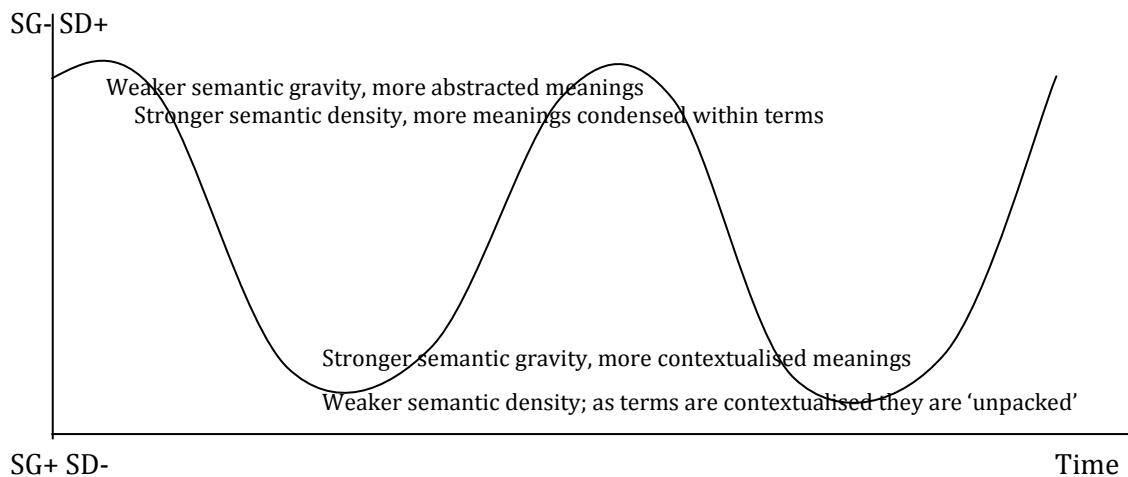 SG- SD+
Weaker semantic gravity, more abstracted meanings
Stronger semantic density, more meanings condensed within terms
Stronger semantic gravity, more contextualised meanings
Weaker semantic density; as terms are contextualised they are ‘unpacked’
SG+ SD-
Time